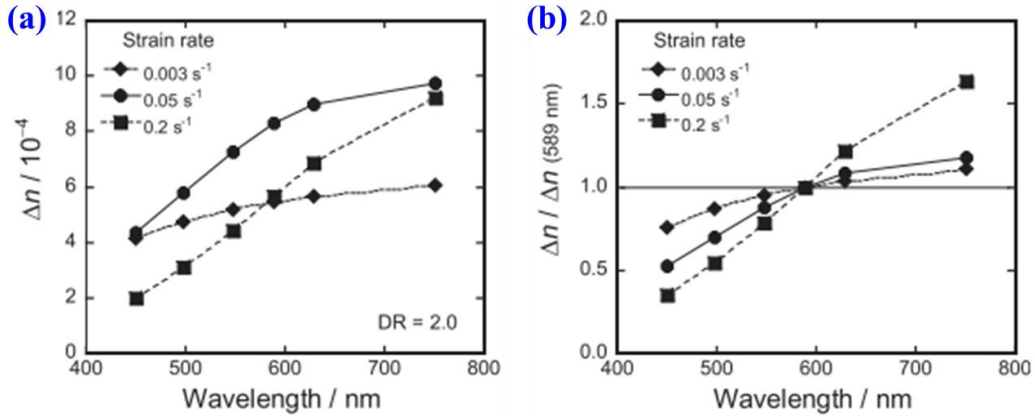 (a)
12
10
8
6
4
2
0
Δn / 10⁻⁴
Strain rate
0.003 s⁻¹
0.05 s⁻¹
0.2 s⁻¹
DR = 2.0
400 500 600 700 800
Wavelength / nm
(b)
2.0
1.5
1.0
0.5
0.0
Δn / Δn (589 nm)
Strain rate
0.003 s⁻¹
0.05 s⁻¹
0.2 s⁻¹
400 500 600 700 800
Wavelength / nm